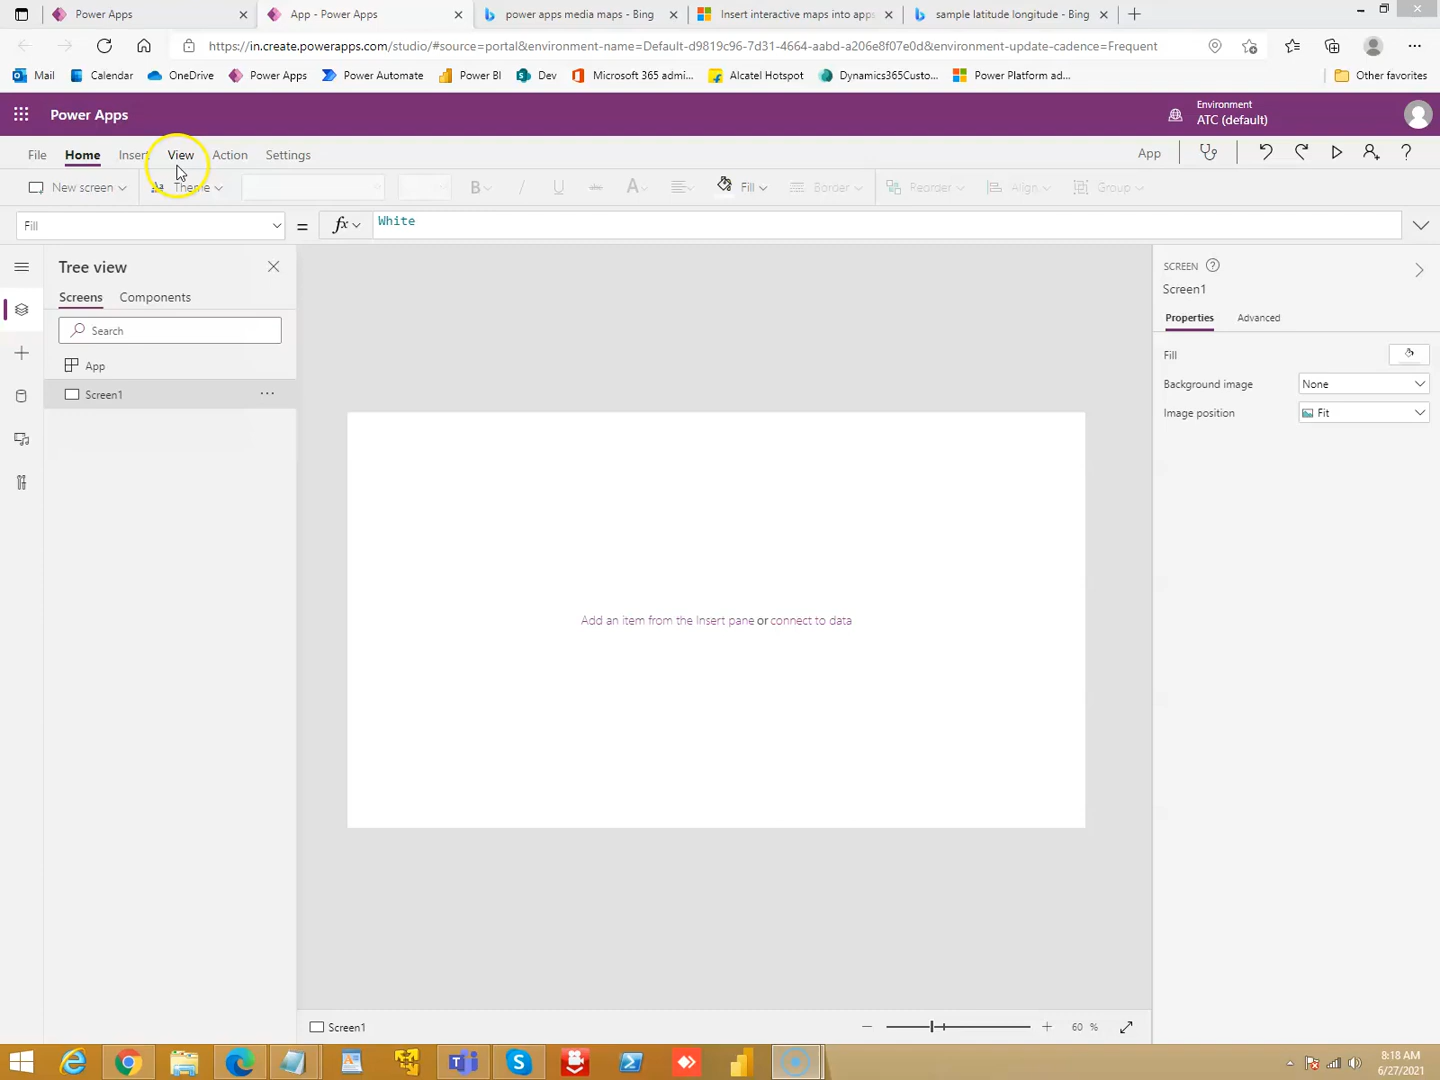 Power Apps
App - Power Apps
power apps media maps - Bing
Insert interactive maps into apps
sample latitude longitude - Bing
https://in.create.powerapps.com/studio/#source=portal&environment-name=Default-d9819c96-7d31-4664-aabd-a206e8f07e0d&environment-update-cadence=Frequent
Mail
Calendar
OneDrive
Power Apps
Power Automate
Power BI
Dev
Microsoft 365 admi...
Alcatel Hotspot
Dynamics365Custo...
Power Platform ad...
Other favorites
Power Apps
Environment
ATC (default)
File
Home
Insert
View
Action
Settings
App
New screen
Theme
B
I
U
abc
A
Fill
Border
Reorder
Align
Group
Fill
=
fx
White
Tree view
Screens
Components
Search
App
Screen1
Add an item from the Insert pane or connect to data
SCREEN
Screen1
Properties
Advanced
Fill
Background image
None
Image position
Fit
Screen1
60 %
8:18 AM
6/27/2021